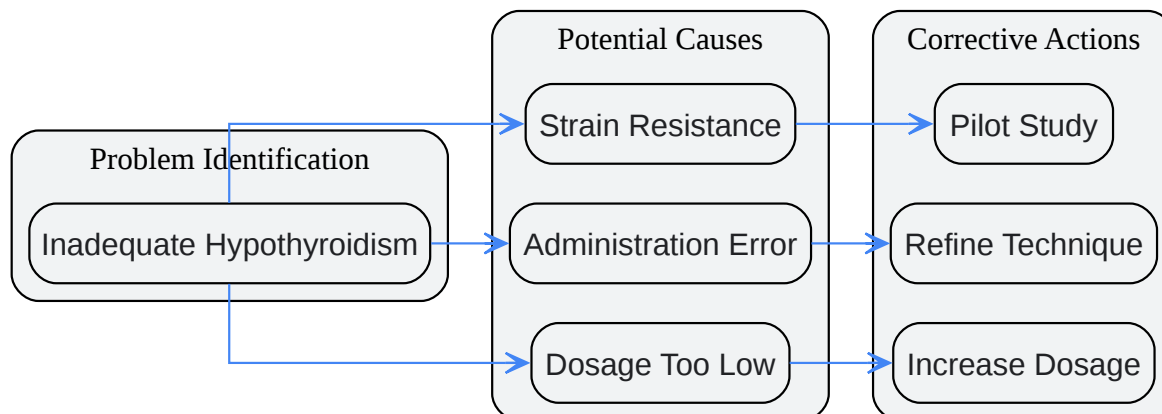 Potential Causes
Corrective Actions
Strain Resistance
Pilot Study
Problem Identification
Inadequate Hypothyroidism
Administration Error
Refine Technique
Dosage Too Low
Increase Dosage